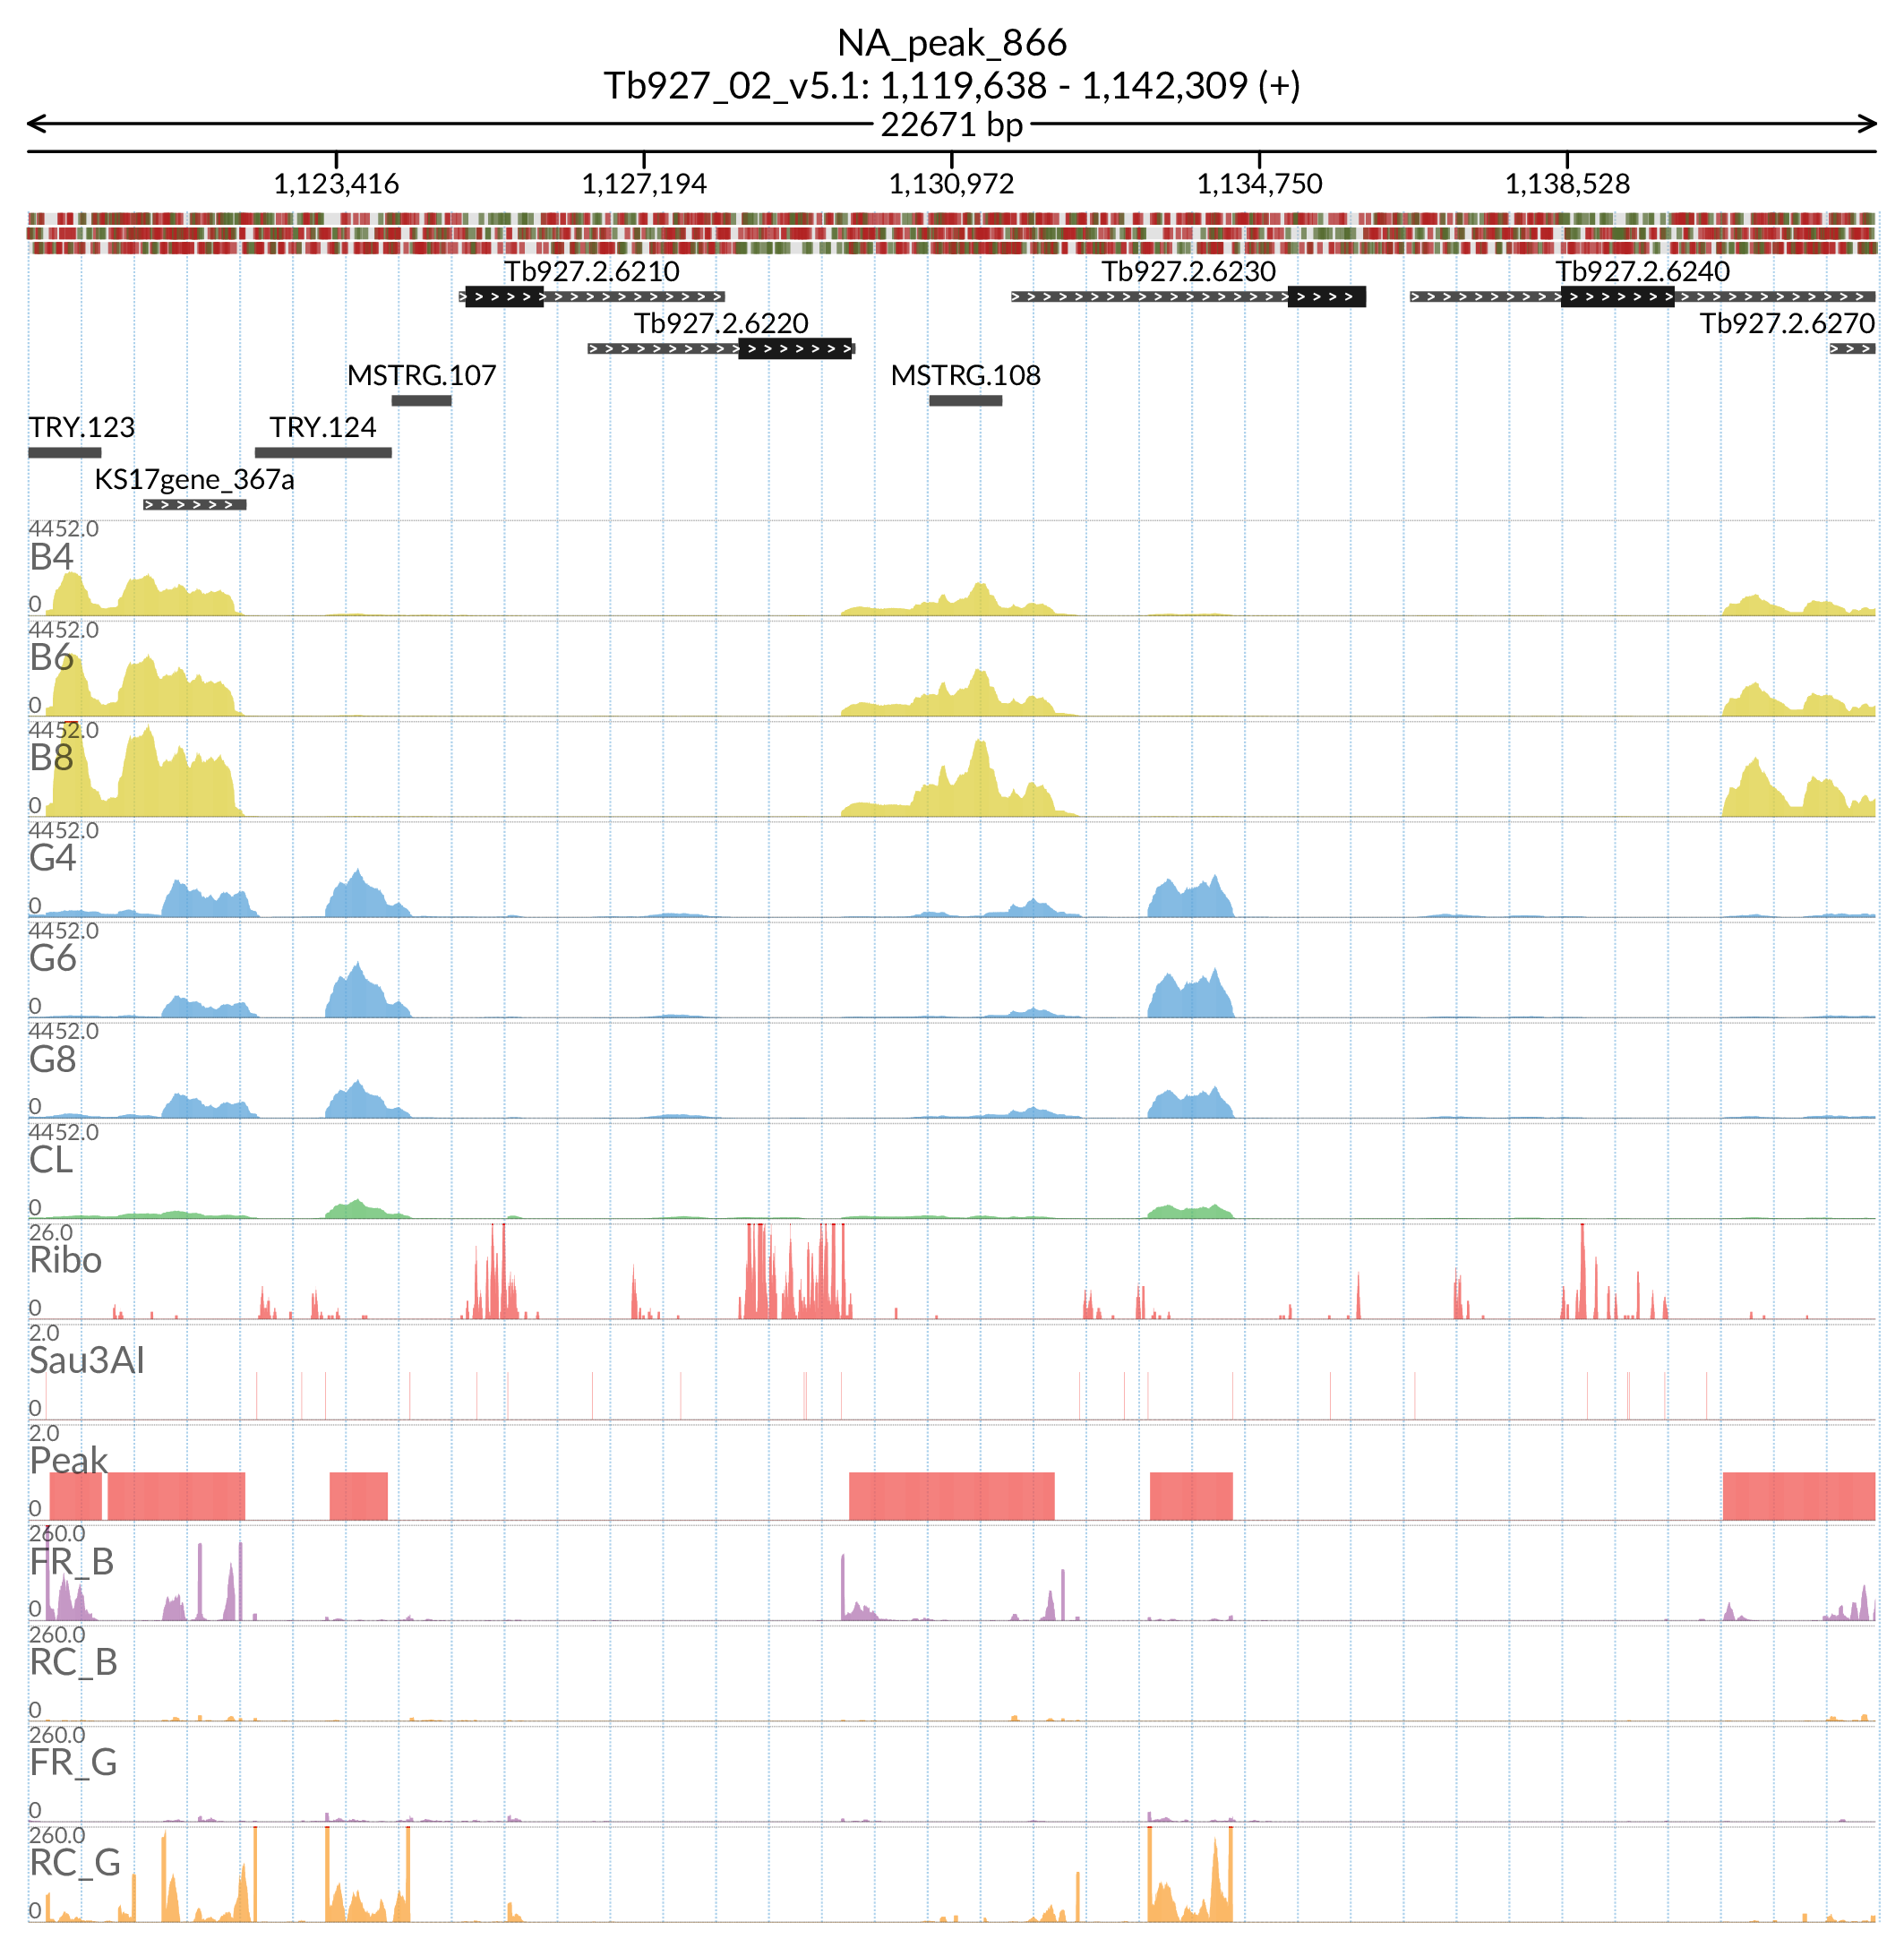 NA_peak_866
Tb927_02_v5.1: 1,119,638 - 1,142,309 (+)
22671 bp
1,123,416 1,127,194 1,130,972 1,134,750 1,138,528
Tb927.2.6210 Tb927.2.6230 Tb927.2.6240
Tb927.2.6220 Tb927.2.6270
MSTRG.107 MSTRG.108
TRY.123 TRY.124
KS17gene_367a
4452.0
B4
0
4452.0
B6
0
4452.0
B8
0
4452.0
G4
0
4452.0
G6
0
4452.0
G8
0
4452.0
CL
0
26.0
Ribo
0
2.0
Sau3AI
0
2.0
Peak
0
260.0
FR_B
0
260.0
RC_B
0
260.0
FR_G
0
260.0
RC_G
0